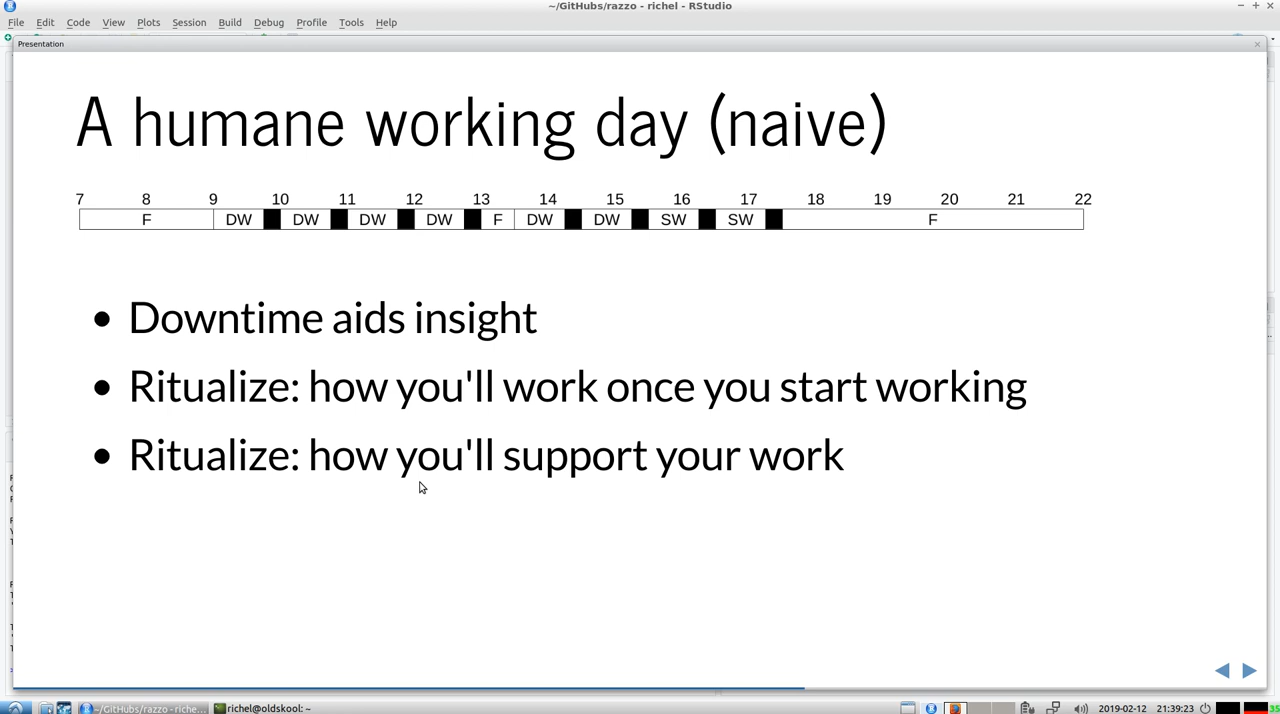 ~/GitHubs/razzo - richel - RStudio
File Edit Code View Plots Session Build Debug Profile Tools Help
Presentation
A humane working day (naive)
7 8 9 10 11 12 13 14 15 16 17 18 19 20 21 22
F DW DW DW DW F DW DW SW SW F
• Downtime aids insight
• Ritualize: how you'll work once you start working
• Ritualize: how you'll support your work
~/GitHubs/razzo - riche... richel@oldskool: ~ 2019-02-12 21:39:23